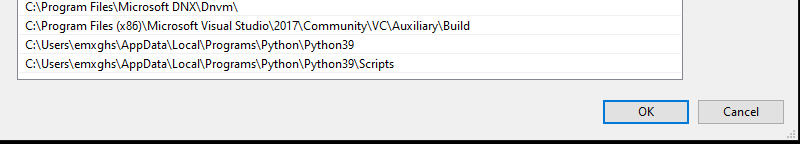 C:\Program Files\Microsoft DNX\Dnvm\
C:\Program Files (x86)\Microsoft Visual Studio\2017\Community\VC\Auxiliary\Build
C:\Users\emxghs\AppData\Local\Programs\Python\Python39
C:\Users\emxghs\AppData\Local\Programs\Python\Python39\Scripts
OK Cancel